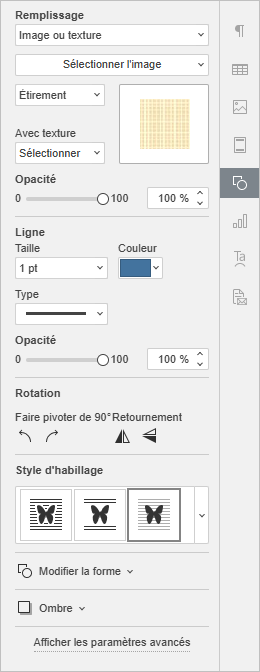 Remplissage
Image ou texture
Sélectionner l'image
Étirement
Avec texture
Sélectionner
Opacité
0 100 100 %
Ligne
Taille Couleur
1 pt
Type
Opacité
0 100 100 %
Rotation
Faire pivoter de 90° Retournement
Style d'habillage
Modifier la forme
Ombre
Afficher les paramètres avancés
Ta